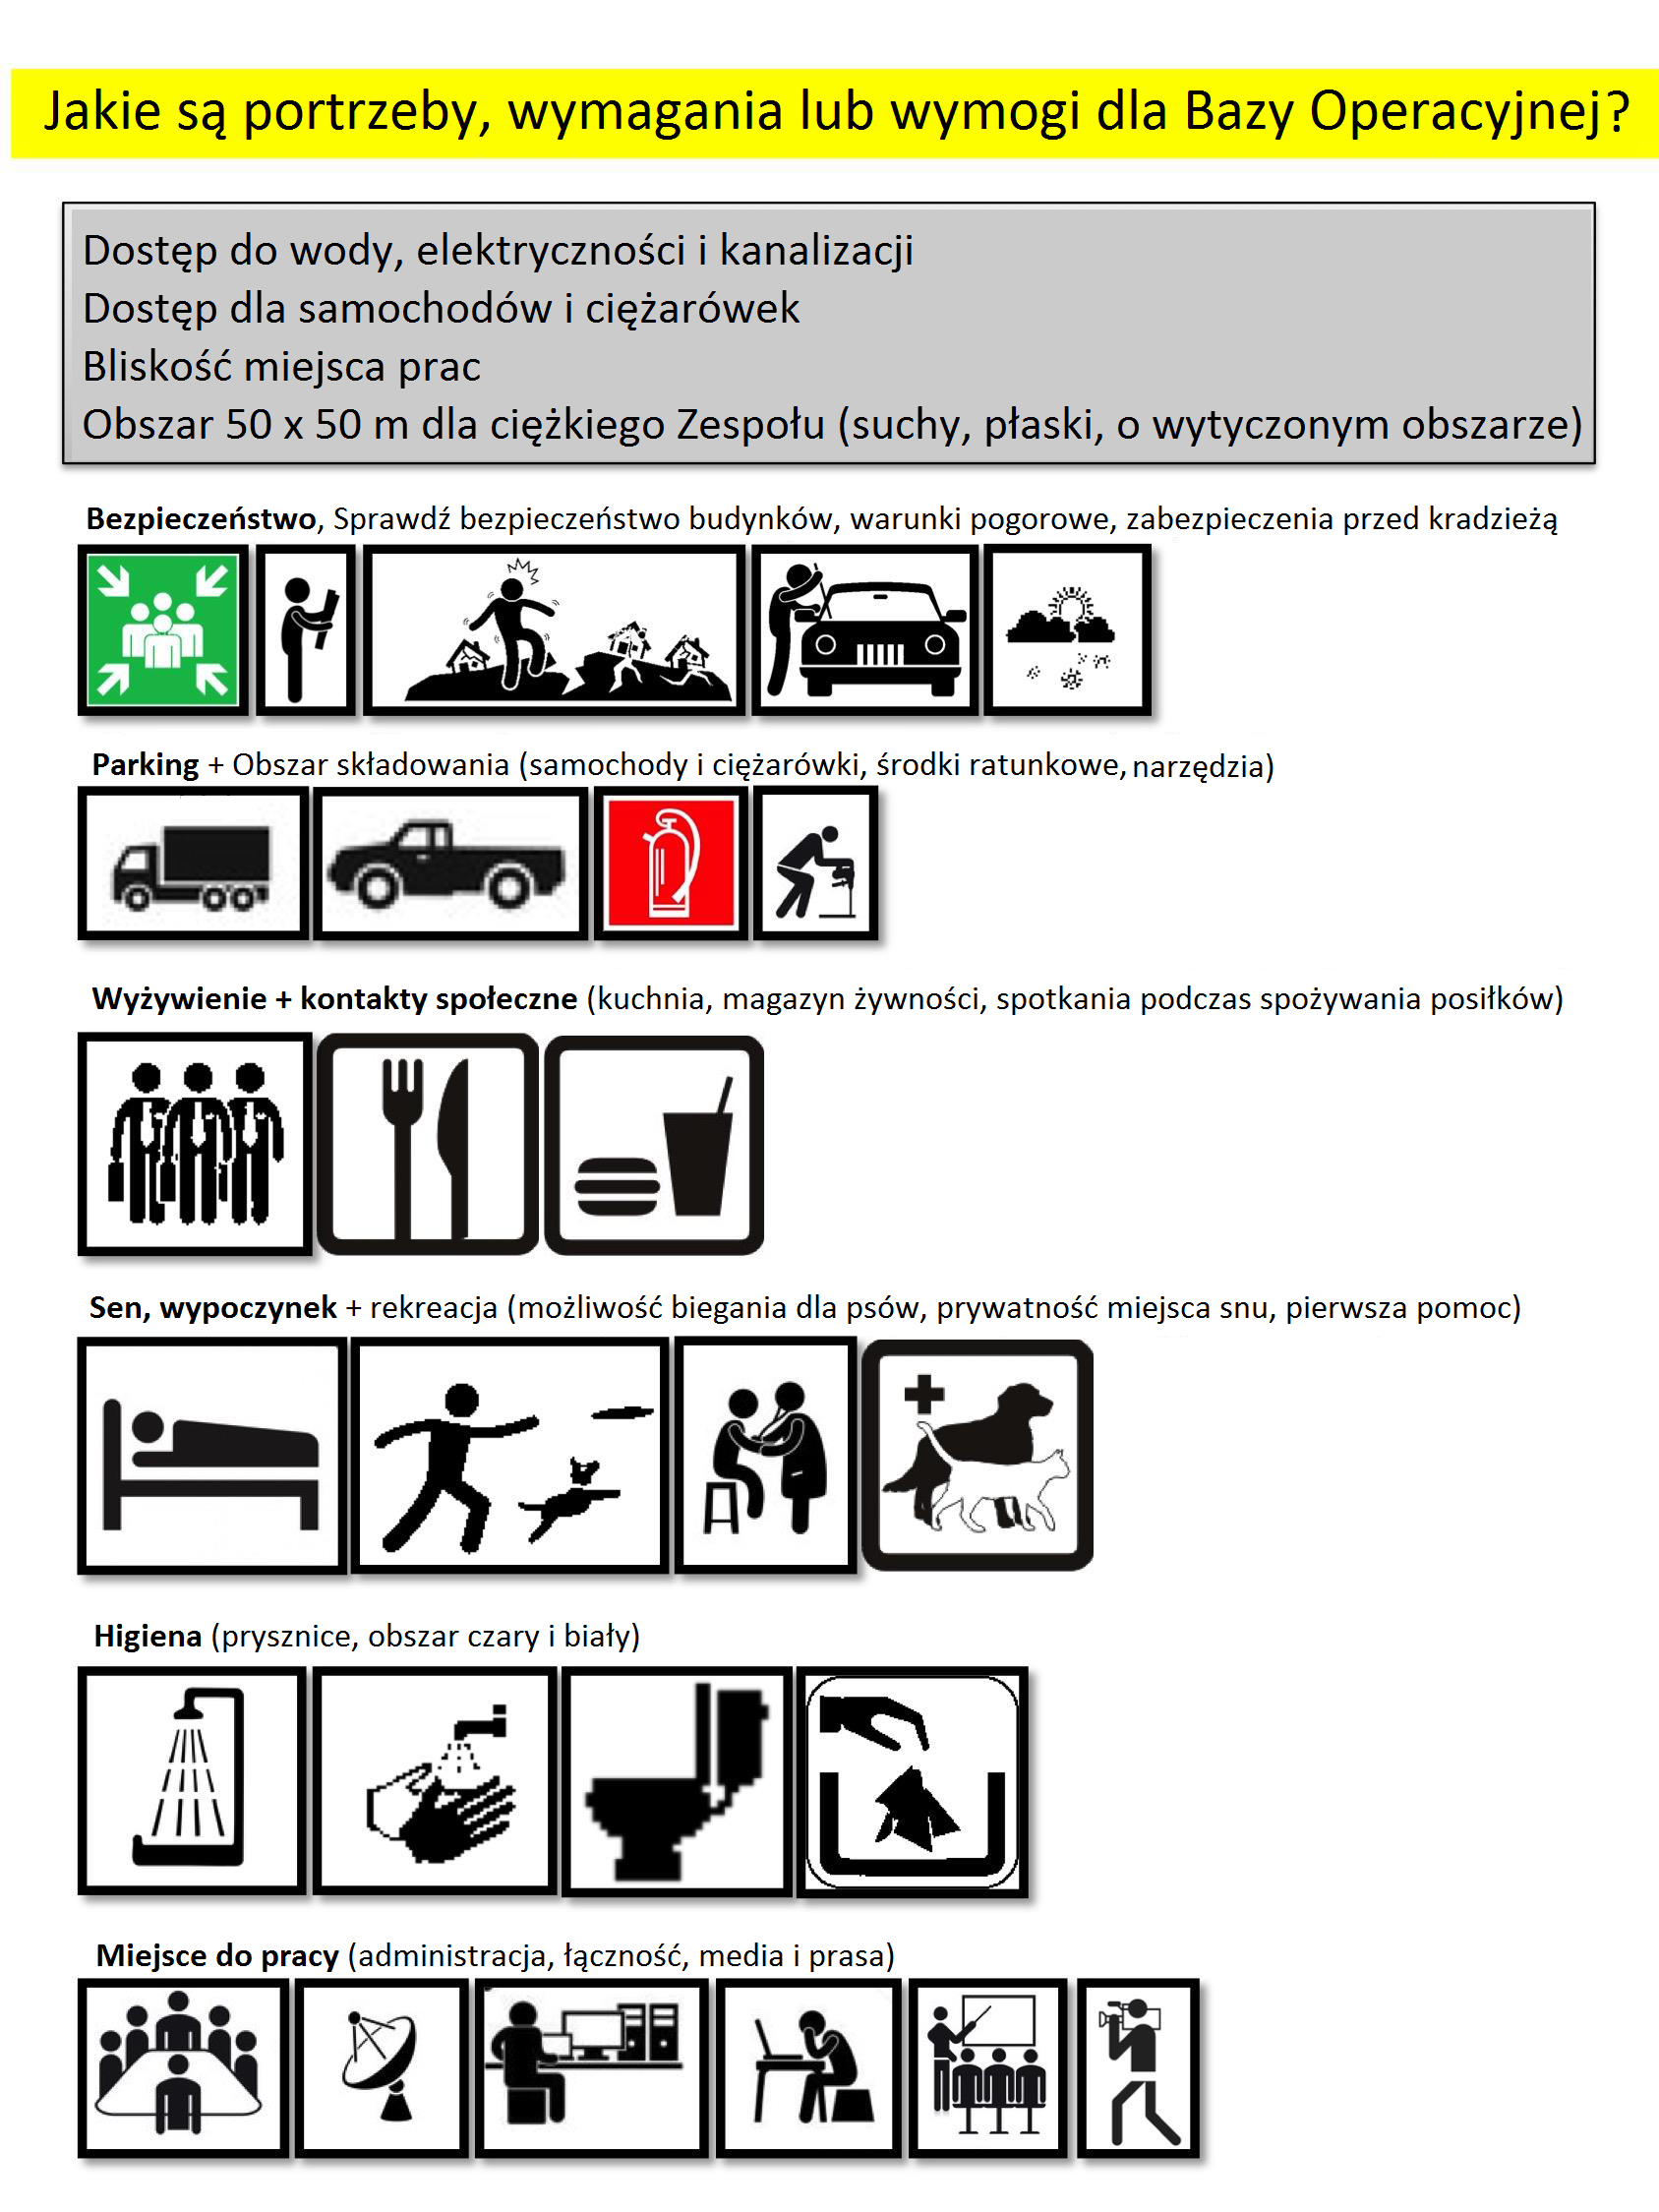 Jakie są portrzeby, wymagania lub wymogi dla Bazy Operacyjnej?
Dostęp do wody, elektryczności i kanalizacji
Dostęp dla samochodów i ciężarówek
Bliskość miejsca prac
Obszar 50 x 50 m dla ciężkiego Zespołu (suchy, płaski, o wytyczonym obszarze)
Bezpieczeństwo, Sprawdź bezpieczeństwo budynków, warunki pogorowe, zabezpieczenia przed kradzieżą
Parking + Obszar składowania (samochody i ciężarówki, środki ratunkowe, narzędzia)
Wyżywienie + kontakty społeczne (kuchnia, magazyn żywności, spotkania podczas spożywania posiłków)
Sen, wypoczynek + rekreacja (możliwość biegania dla psów, prywatność miejsca snu, pierwsza pomoc)
Higiena (prysznice, obszar czary i biały)
Miejsce do pracy (administracja, łączność, media i prasa)